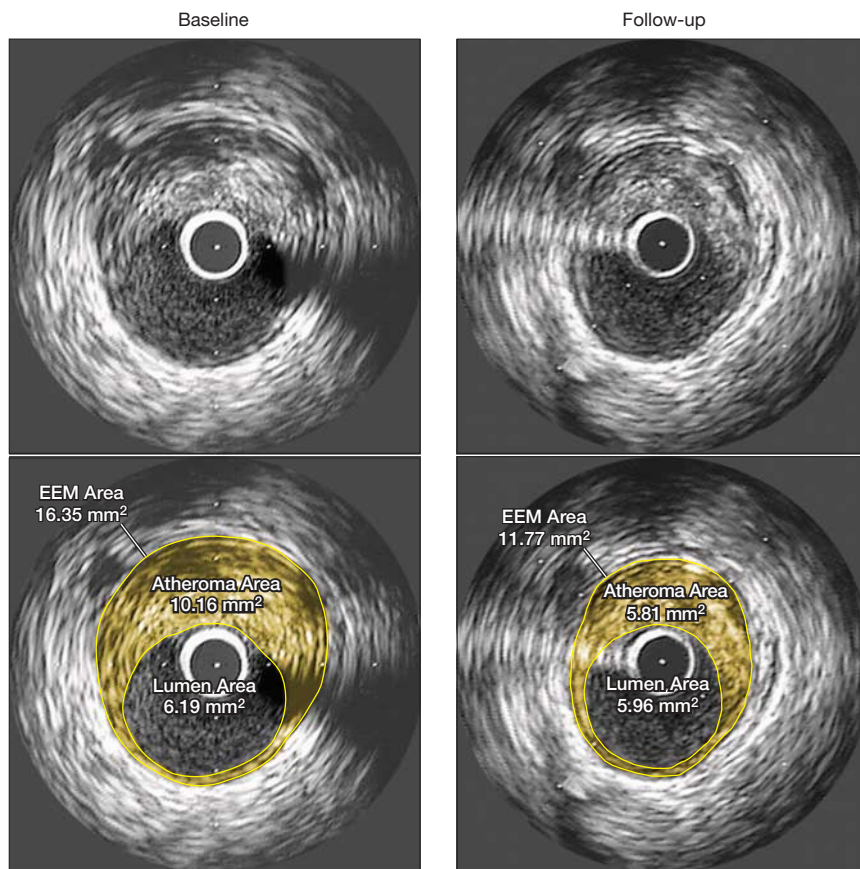 Baseline
Follow-up
EEM Area
16.35 mm²
Atheroma Area
10.16 mm²
Lumen Area
6.19 mm²
EEM Area
11.77 mm²
Atheroma Area
5.81 mm²
Lumen Area
5.96 mm²